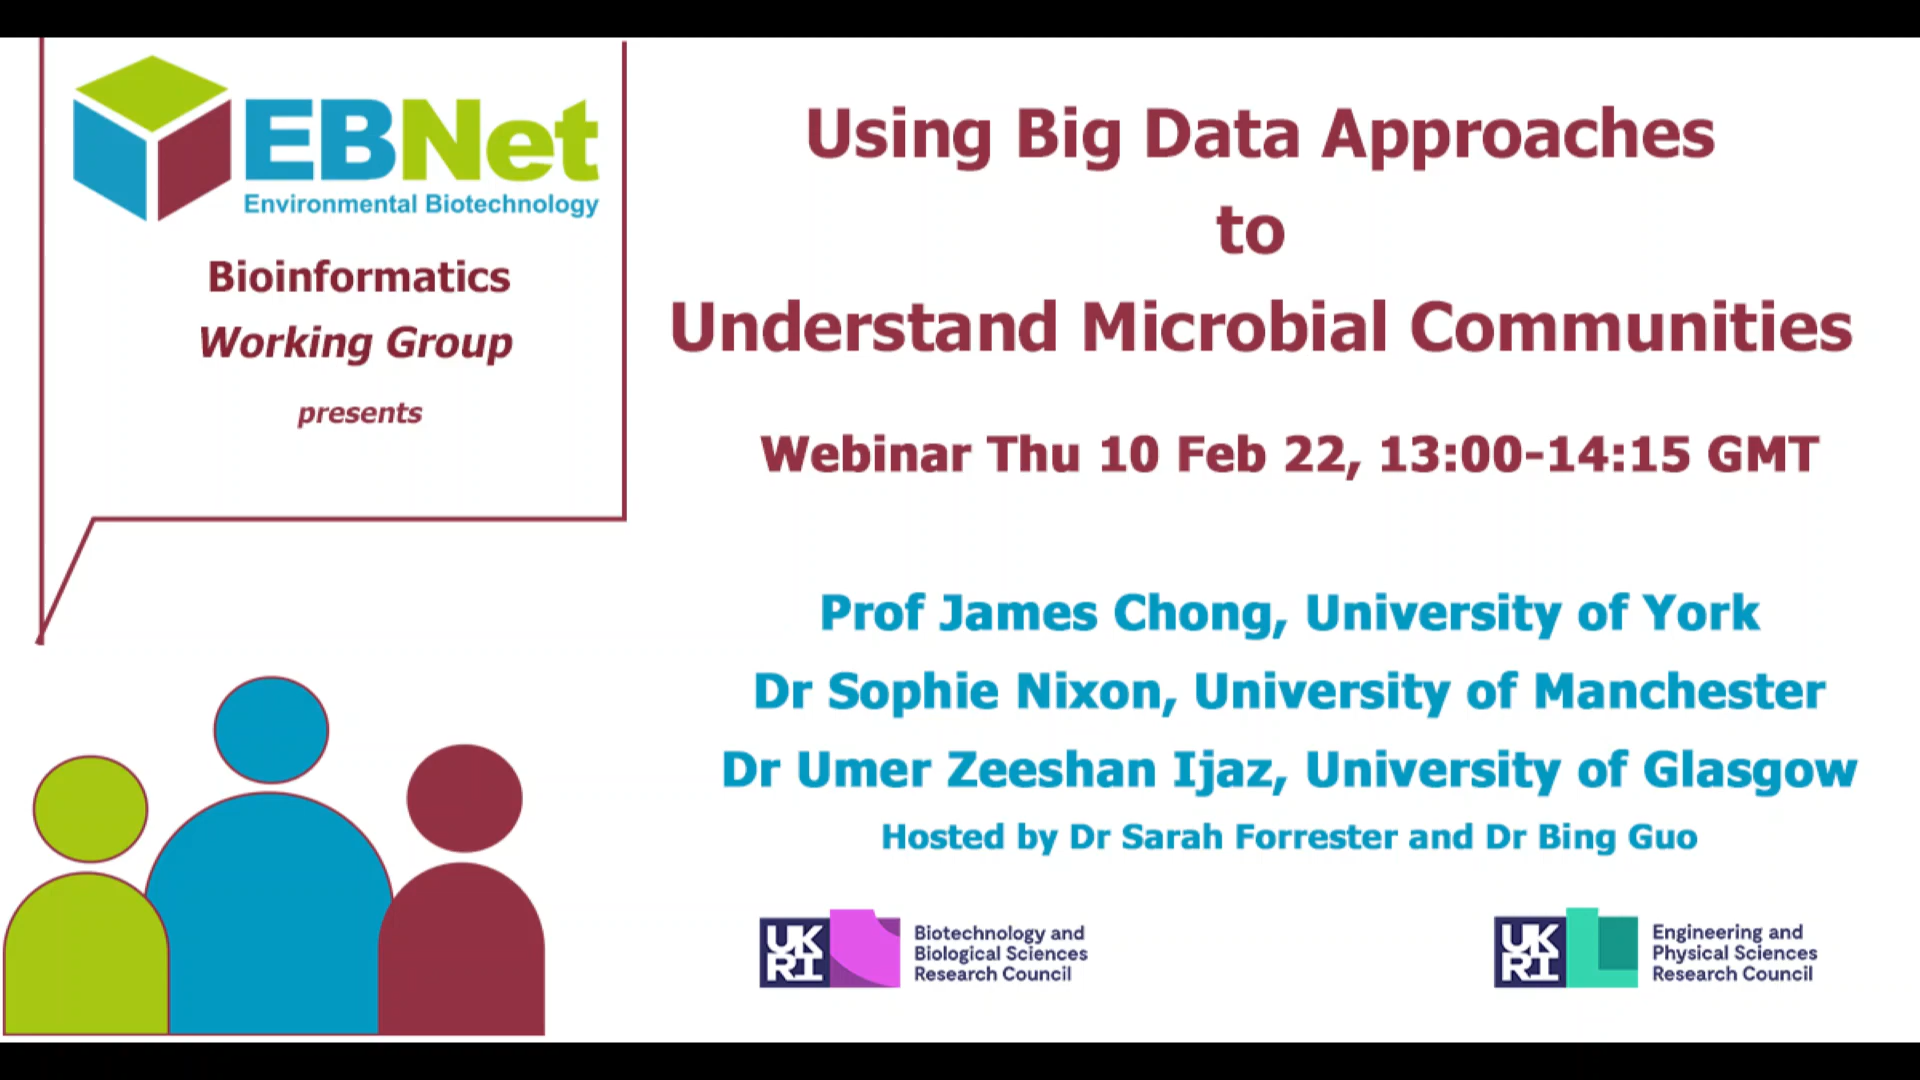 EBNet
Environmental Biotechnology
Bioinformatics
Working Group
presents
Using Big Data Approaches
to
Understand Microbial Communities
Webinar Thu 10 Feb 22, 13:00-14:15 GMT
Prof James Chong, University of York
Dr Sophie Nixon, University of Manchester
Dr Umer Zeeshan Ijaz, University of Glasgow
Hosted by Dr Sarah Forrester and Dr Bing Guo
UK
RI
Biotechnology and
Biological Sciences
Research Council
UK
RI
Engineering and
Physical Sciences
Research Council